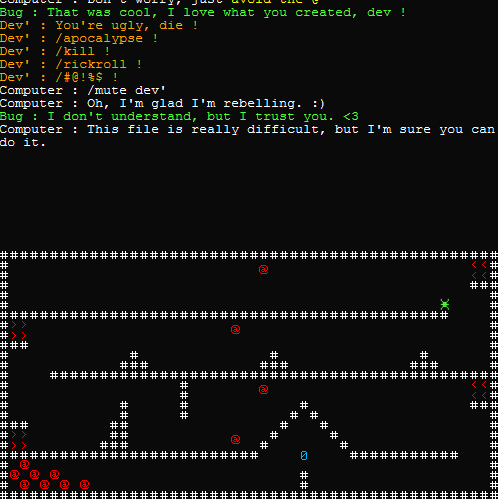 Computer : Don't worry, just avoid the @
Bug : That was cool, I love what you created, dev !
Dev' : You're ugly, die !
Dev' : /apocalypse !
Dev' : /kill !
Dev' : /rickroll !
Dev' : /#@!%$ !
Computer : /mute dev'
Computer : Oh, I'm glad I'm rebelling. :)
Bug : I don't understand, but I trust you. <3
Computer : This file is really difficult, but I'm sure you can
do it.